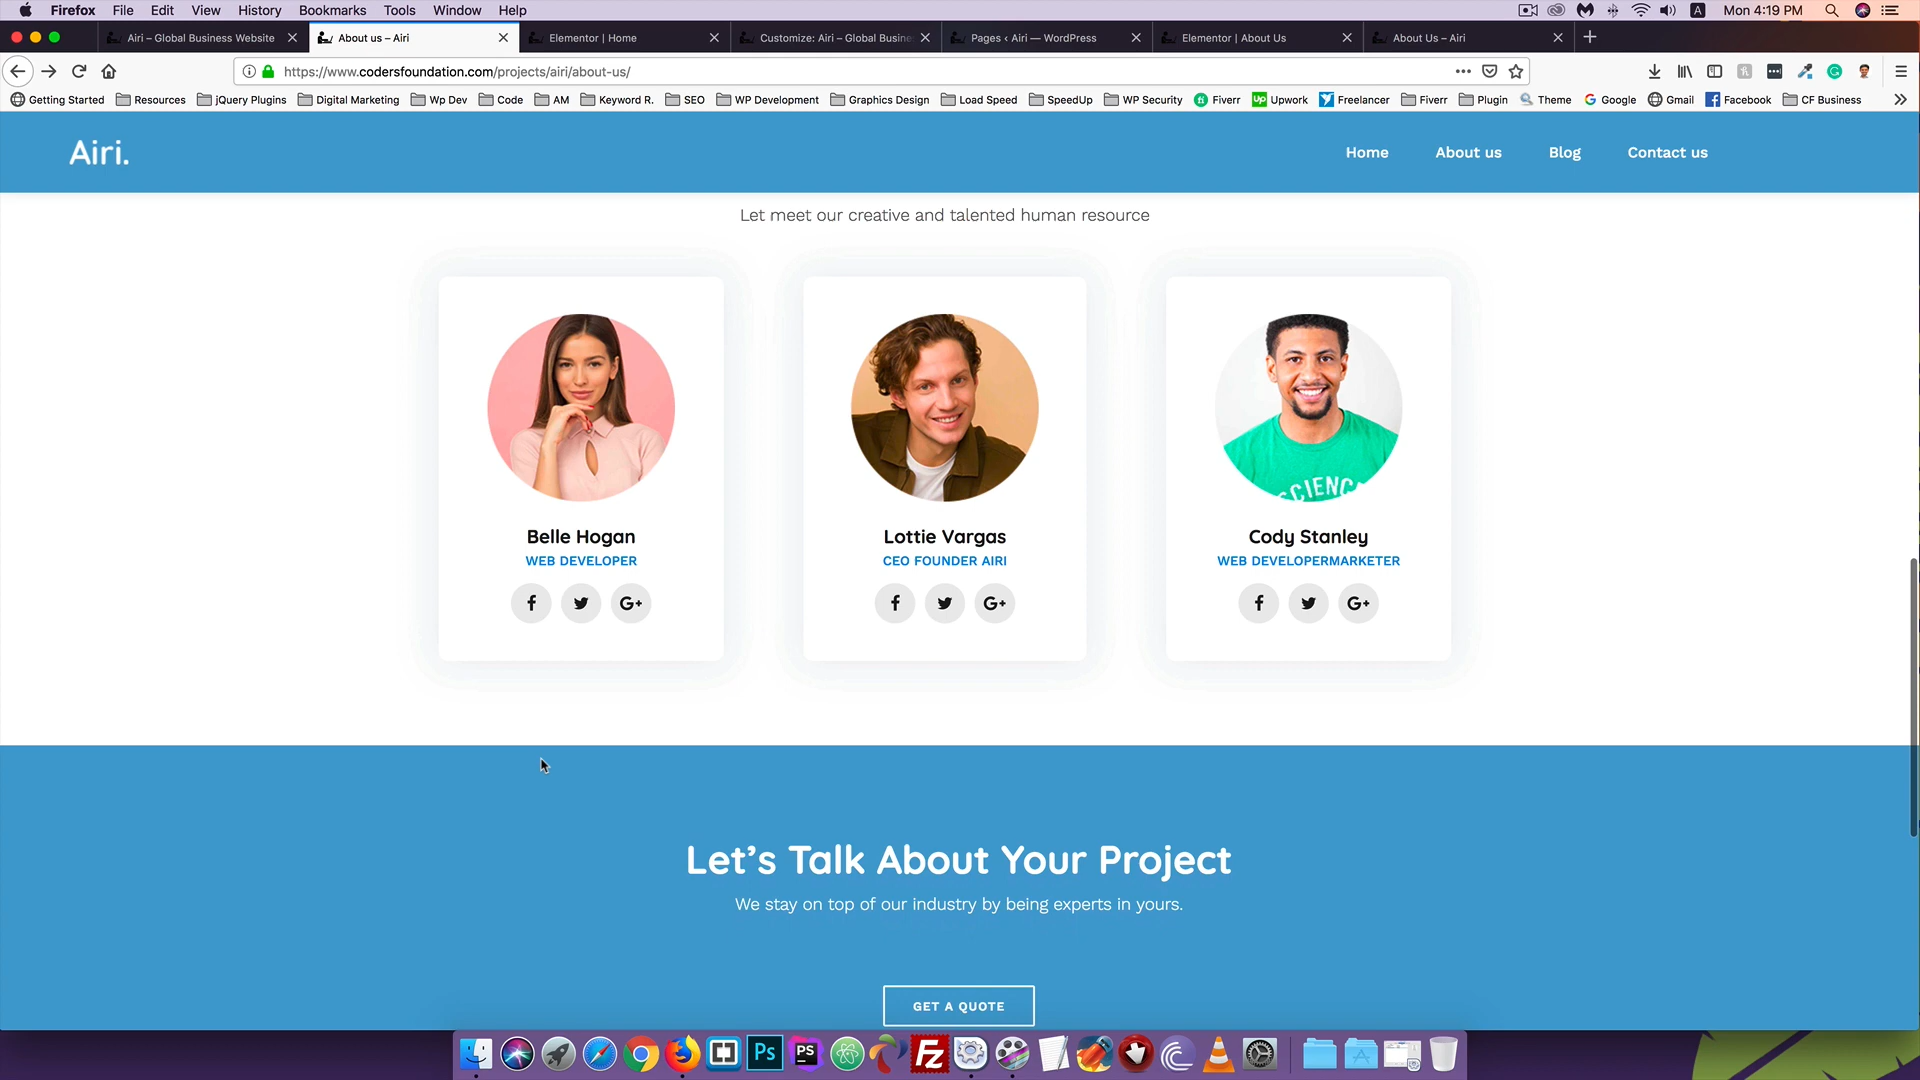 Firefox File Edit View History Bookmarks Tools Window Help A Mon 4:19 PM
Airi – Global Business Website About us – Airi Elementor | Home Customize: Airi – Global Busine Pages ‹ Airi — WordPress Elementor | About Us About Us – Airi
https://www.codersfoundation.com/projects/airi/about-us/
Getting Started Resources jQuery Plugins Digital Marketing Wp Dev Code AM Keyword R. SEO WP Development Graphics Design Load Speed SpeedUp WP Security Fiverr Up Upwork Freelancer Fiverr Plugin Theme Google Gmail Facebook CF Business
Airi. Home About us Blog Contact us
Let meet our creative and talented human resource
SCIENC
Belle Hogan Lottie Vargas Cody Stanley
WEB DEVELOPER CEO FOUNDER AIRI WEB DEVELOPERMARKETER
f G+ f G+ f G+
Let's Talk About Your Project
We stay on top of our industry by being experts in yours.
GET A QUOTE
Ps PS FZ